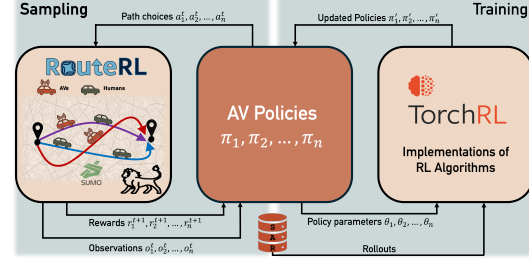 Sampling
Training
Path choices a₁ᵗ, a₂ᵗ, ..., aₙᵗ
Updated Policies π₁′, π₂′, ..., πₙ′
RouteRL
AVs
Humans
SUMO
AV Policies
π₁, π₂, ..., πₙ
TorchRL
Implementations of
RL Algorithms
Rewards r₁ᵗ⁺¹, r₂ᵗ⁺¹, ..., rₙᵗ⁺¹
Observations o₁ᵗ, o₂ᵗ, ..., oₙᵗ
S
A
R
Policy parameters θ₁, θ₂, ..., θₙ
Rollouts